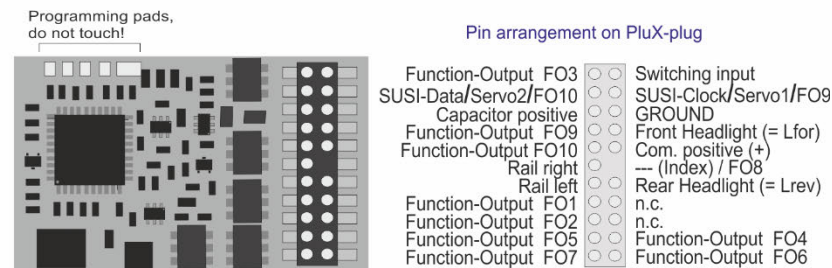 Programming pads,
do not touch!
Pin arrangement on PluX-plug
Function-Output FO3 Switching input
SUSI-Data/Servo2/FO10 SUSI-Clock/Servo1/FO9
Capacitor positive GROUND
Function-Output FO9 Front Headlight (= Lfor)
Function-Output FO10 Com. positive (+)
Rail right --- (Index) / FO8
Rail left Rear Headlight (= Lrev)
Function-Output FO1 n.c.
Function-Output FO2 n.c.
Function-Output FO5 Function-Output FO4
Function-Output FO7 Function-Output FO6